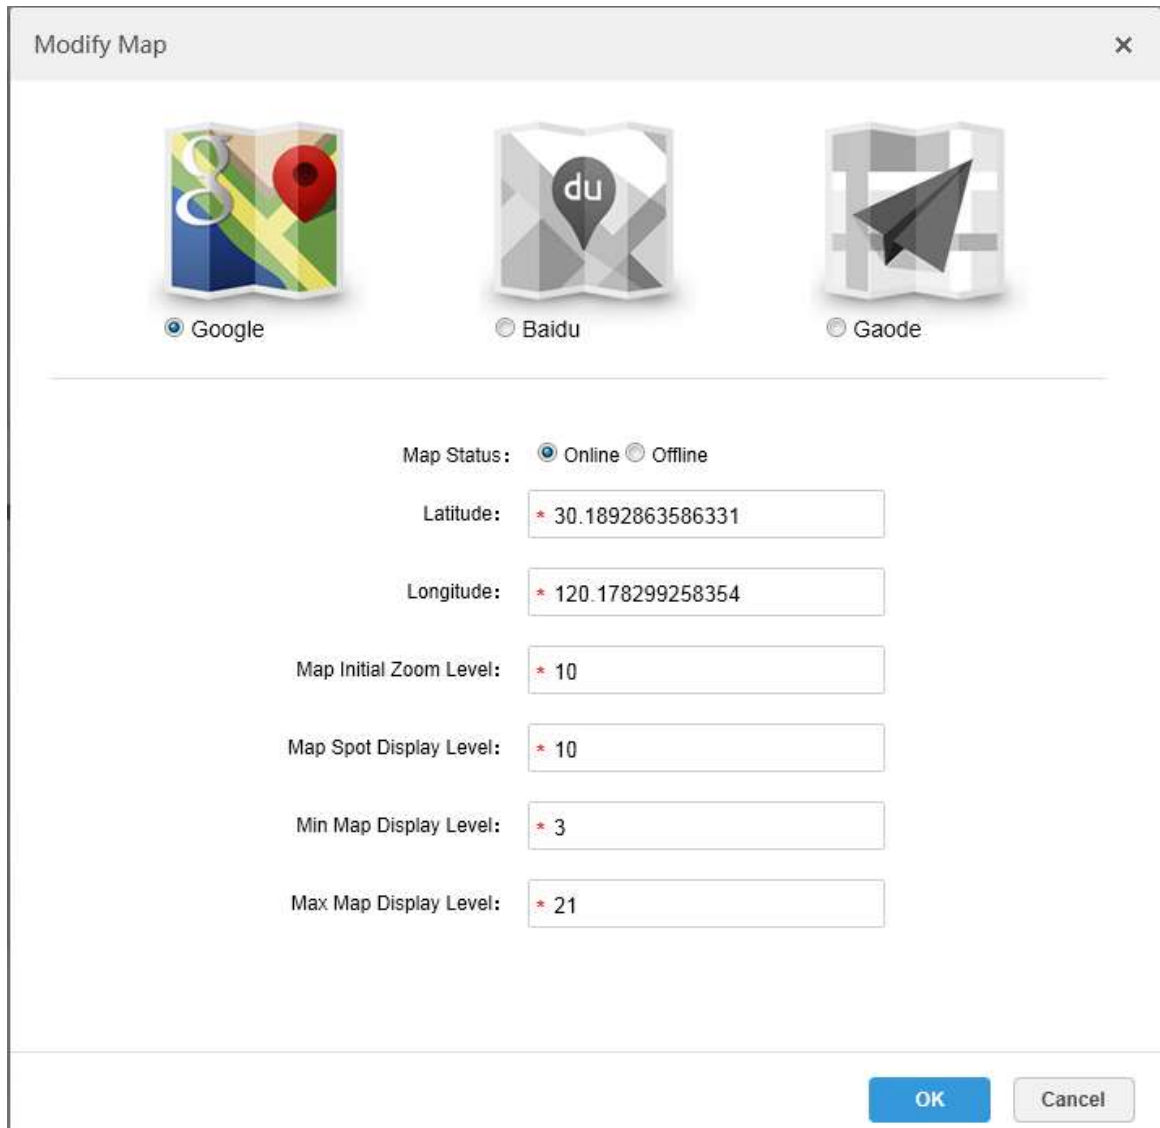 Modify Map
g
du
Google
Baidu
Gaode
Map Status: Online Offline
Latitude: * 30.1892863586331
Longitude: * 120.178299258354
Map Initial Zoom Level: * 10
Map Spot Display Level: * 10
Min Map Display Level: * 3
Max Map Display Level: * 21
OK Cancel